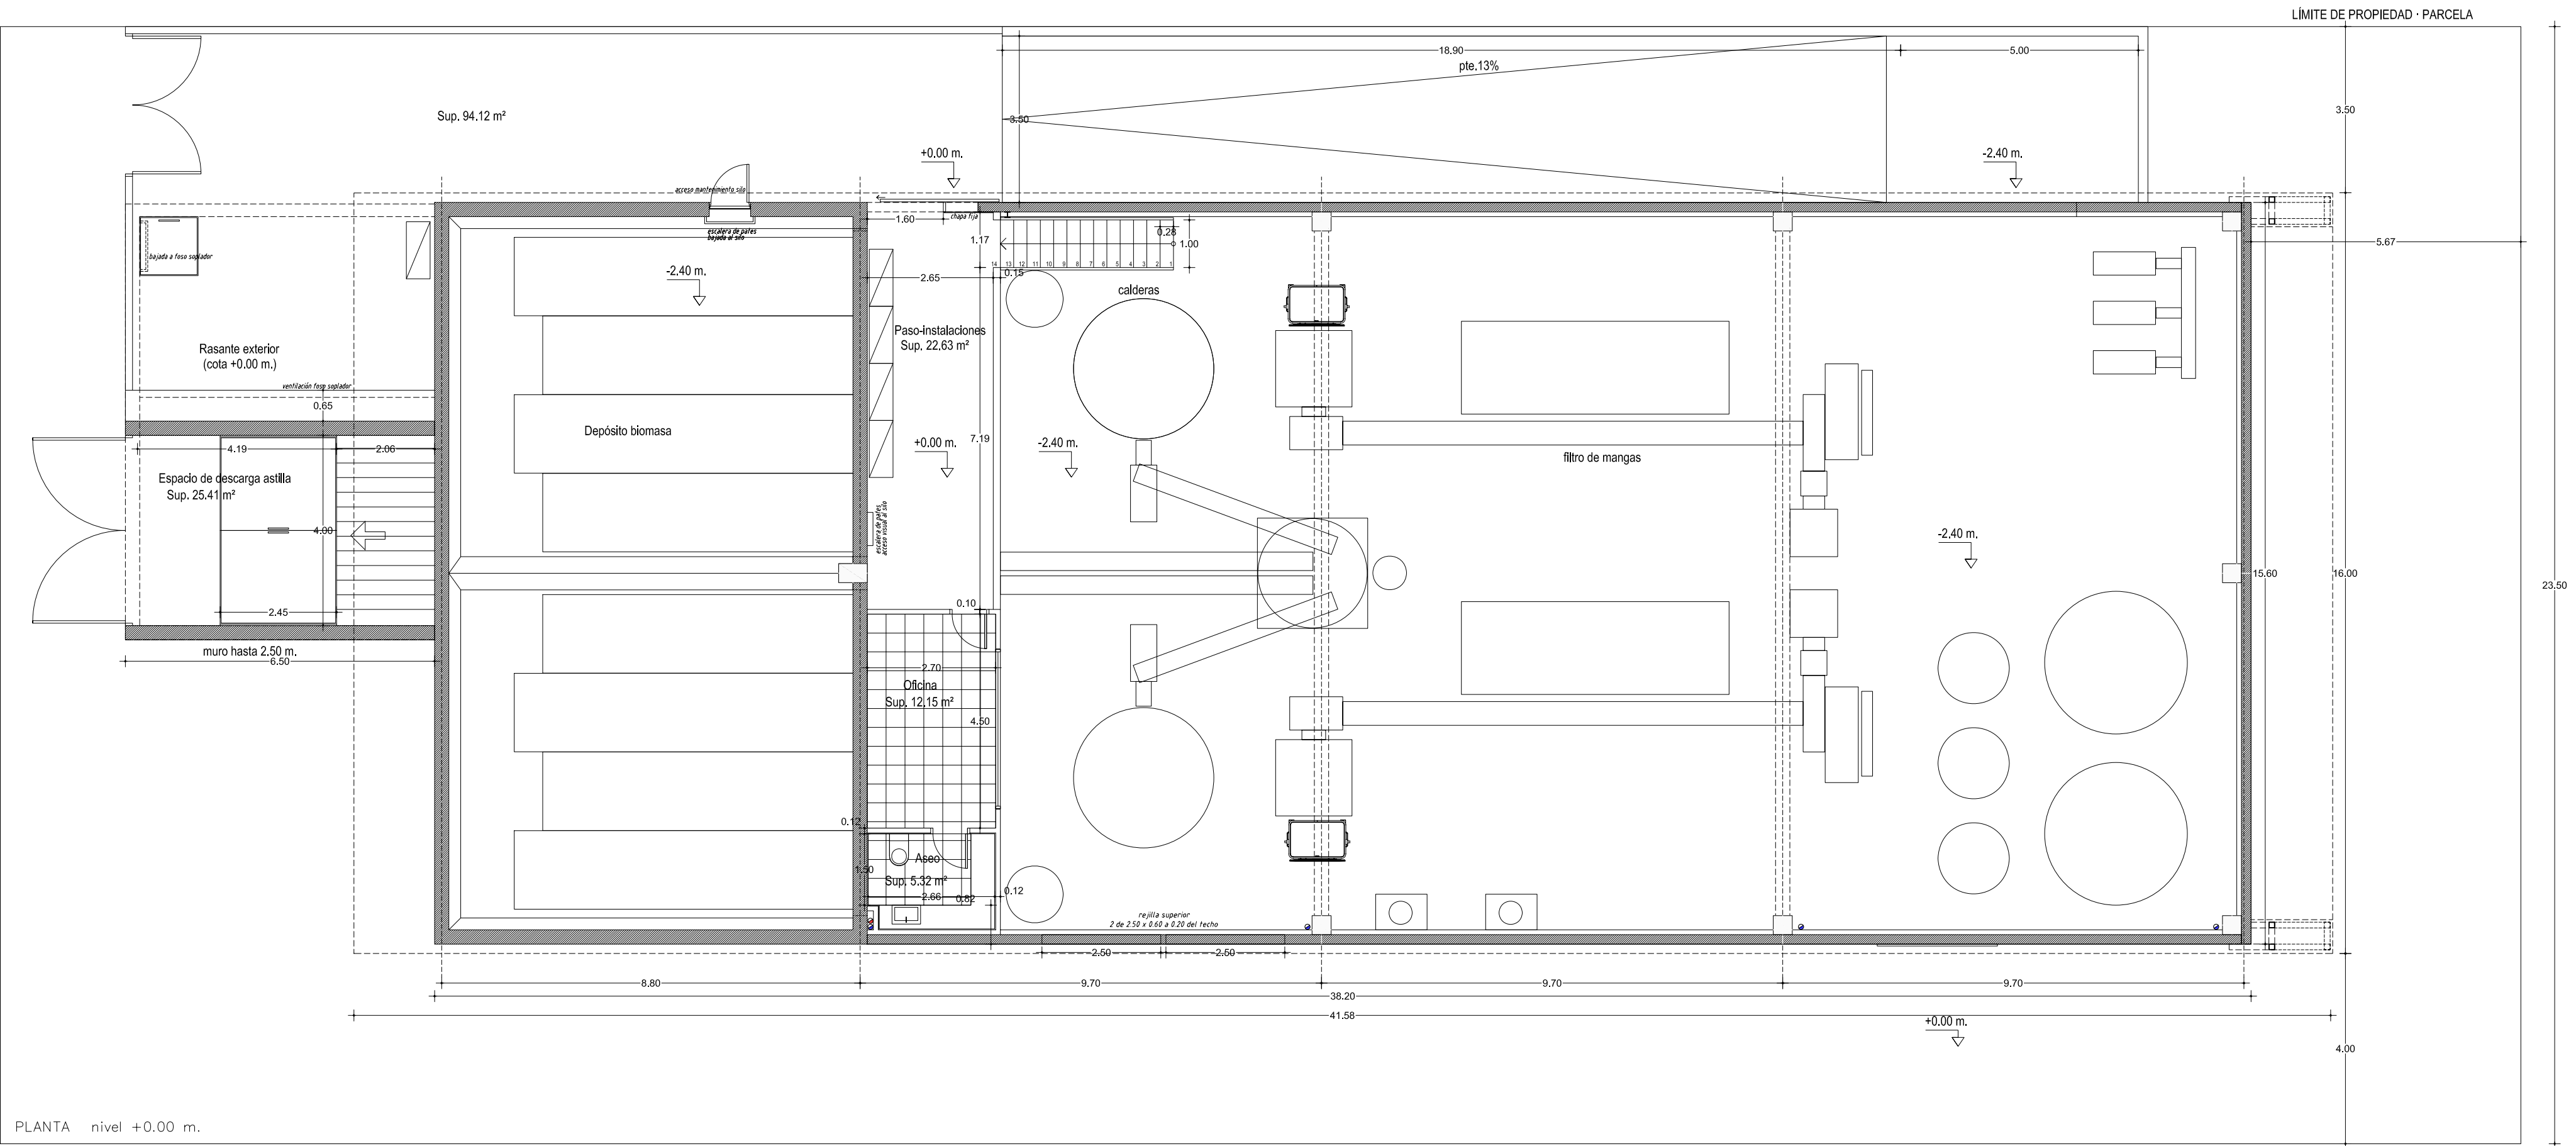 LÍMITE DE PROPIEDAD · PARCELA
18.90
5.00
pte.13%
3.50
3.50
Sup. 94.12 m²
+0.00 m.
-2.40 m.
acceso mantenimiento silo
chapa fija
1.60
escalera de pates
bajada al silo
1.17
0.28
1.00
5.67
bajada a foso soplador
14 13 12 11 10 9 8 7 6 5 4 3 2 1
-2.40 m.
2.65
0.15
calderas
Paso-instalaciones
Sup. 22.63 m²
Rasante exterior
(cota +0.00 m.)
ventilación foso soplador
0.65
Depósito biomasa
+0.00 m.
7.19
-2.40 m.
4.19
2.06
filtro de mangas
Espacio de descarga astilla
Sup. 25.41 m²
escalera de pates
acceso visual al silo
4.00
-2.40 m.
15.60
16.00
23.50
2.45
0.10
muro hasta 2.50 m.
6.50
2.70
Oficina
Sup. 12.15 m²
4.50
0.12
Aseo
1.50
Sup. 5.32 m²
2.66
0.82
0.12
rejilla superior
2 de 2.50 x 0.60 a 0.20 del techo
2.50
2.50
8.80
9.70
9.70
9.70
38.20
41.58
+0.00 m.
4.00
PLANTA nivel +0.00 m.